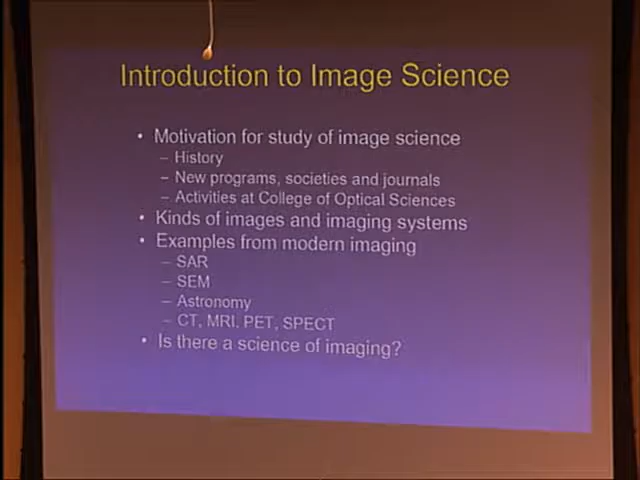 Introduction to Image Science
• Motivation for study of image science
– History
– New programs, societies and journals
– Activities at College of Optical Sciences
• Kinds of images and imaging systems
• Examples from modern imaging
– SAR
– SEM
– Astronomy
– CT, MRI, PET, SPECT
• Is there a science of imaging?